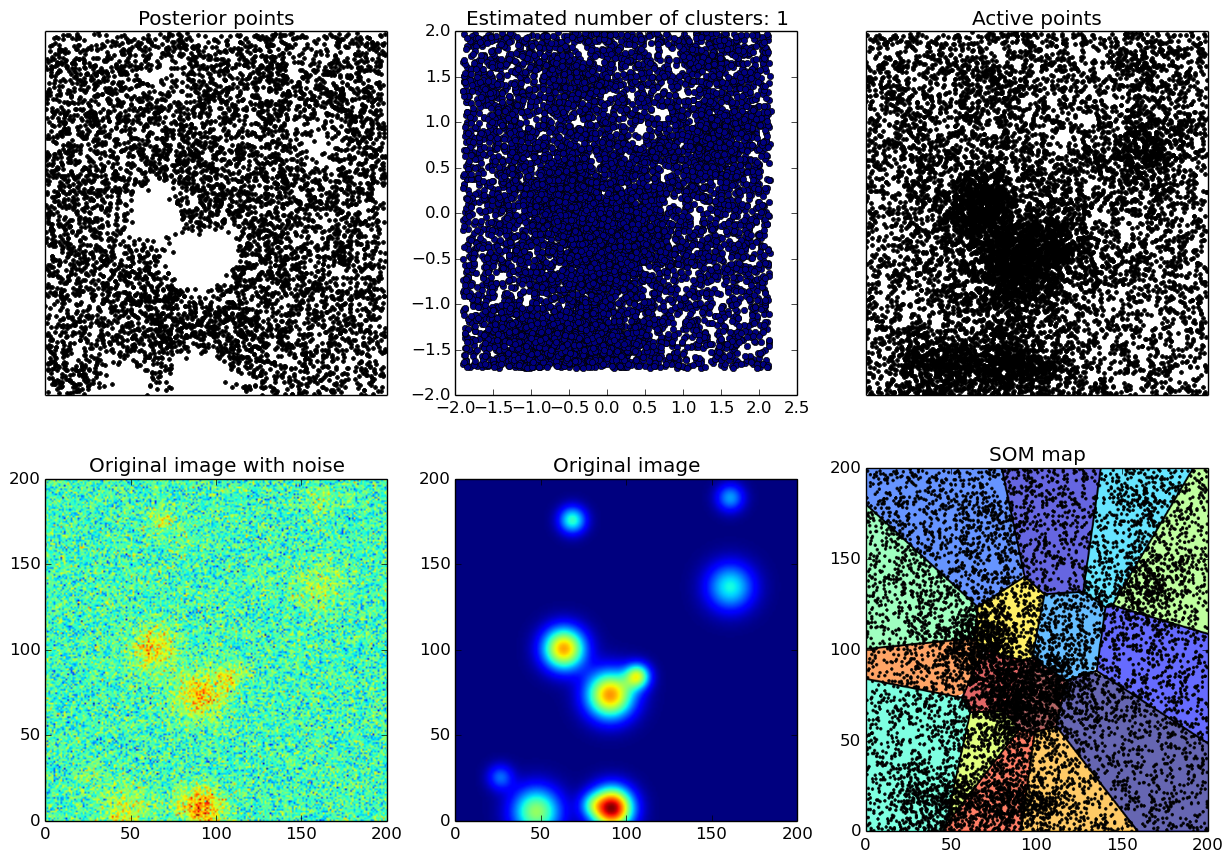 Posterior points
Estimated number of clusters: 1
Active points
2.0
1.5
1.0
0.5
0.0
−0.5
−1.0
−1.5
−2.0
−2.0 −1.5 −1.0 −0.5 0.0 0.5 1.0 1.5 2.0 2.5
Original image with noise
Original image
SOM map
200
150
100
50
0
0 50 100 150 200
200
150
100
50
0
0 50 100 150 200
200
150
100
50
0
0 50 100 150 200